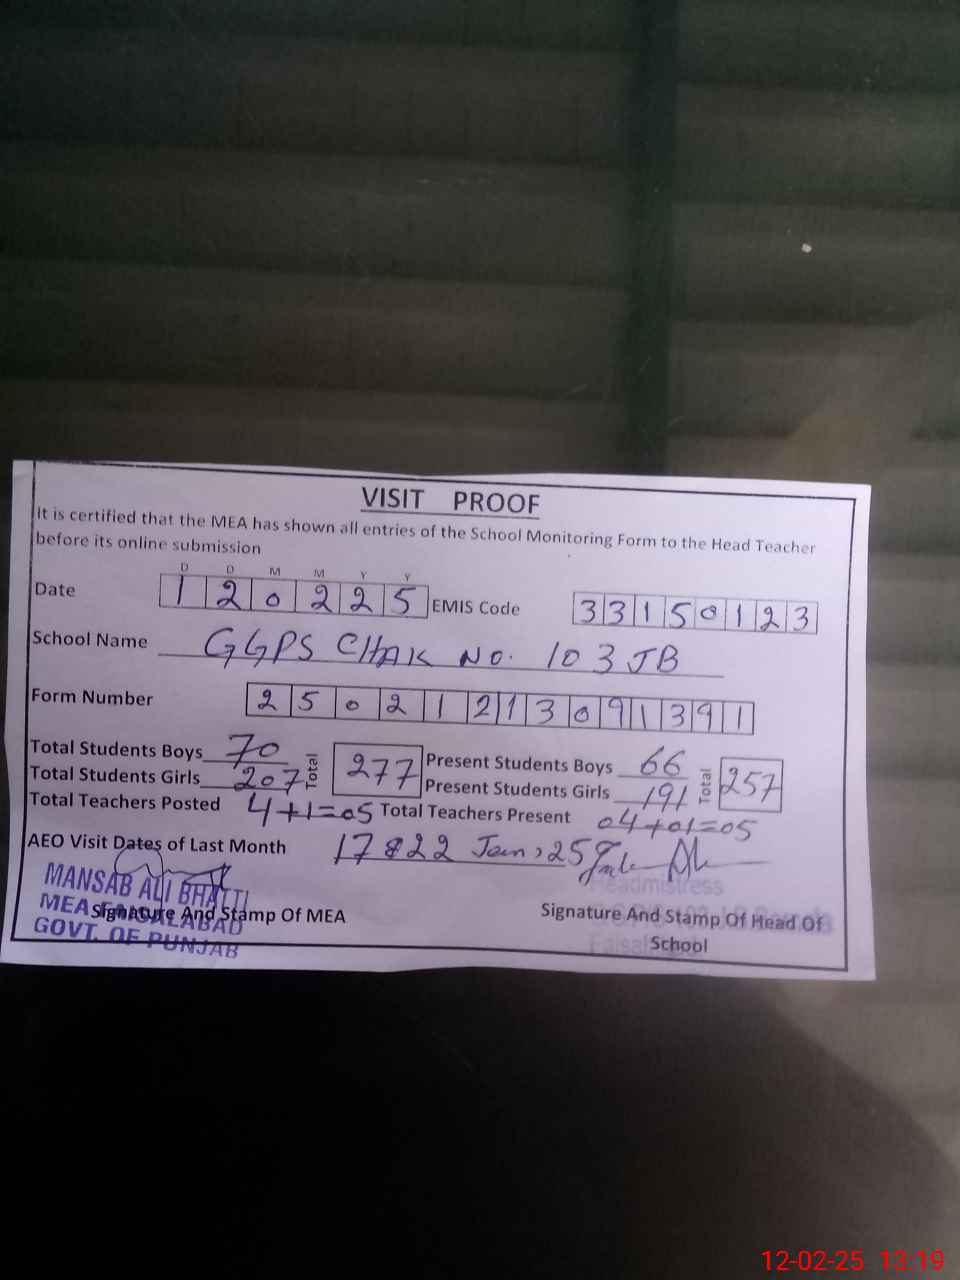 VISIT PROOF
It is certified that the MEA has shown all entries of the School Monitoring Form to the Head Teacher
before its online submission
D D M M Y Y
Date 1 2 0 2 2 5 EMIS Code 3 3 1 5 0 1 2 3
School Name GGPS CHAK NO. 103 JB
Form Number 2 5 0 2 1 2 1 3 0 9 1 3 9 1
Total Students Boys 70 Total 277 Present Students Boys 66 Total 257
Total Students Girls 207 Present Students Girls 191
Total Teachers Posted 4+1=05 Total Teachers Present 04+01=05
AEO Visit Dates of Last Month 17 & 22 Jan, 25
MANSAB ALI BHATTI
MEA FAISALABAD
GOVT. OF PUNJAB
Signature And Stamp Of MEA
Headmistress
Signature And Stamp Of Head Of
School
12-02-25 13:19